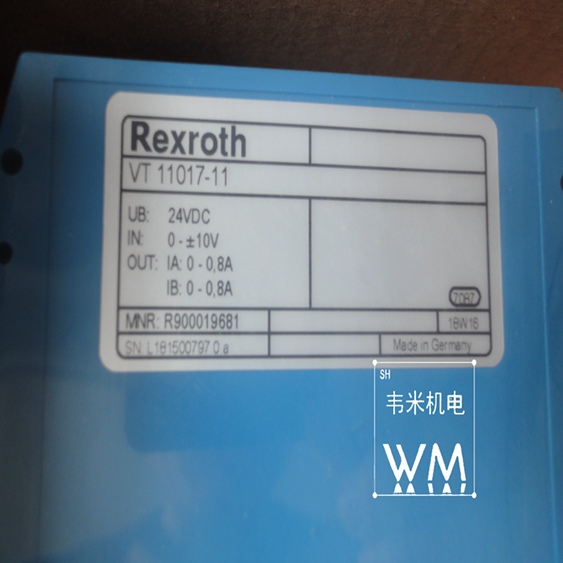 Rexroth
VT 11017-11
UB: 24VDC
IN: 0 - ±10V
OUT: IA: 0 - 0,8A
IB: 0 - 0,8A
7087
MNR: R900019681
18W16
SN L181500797 0 a
Made in Germany
SH
韦米机电
WM